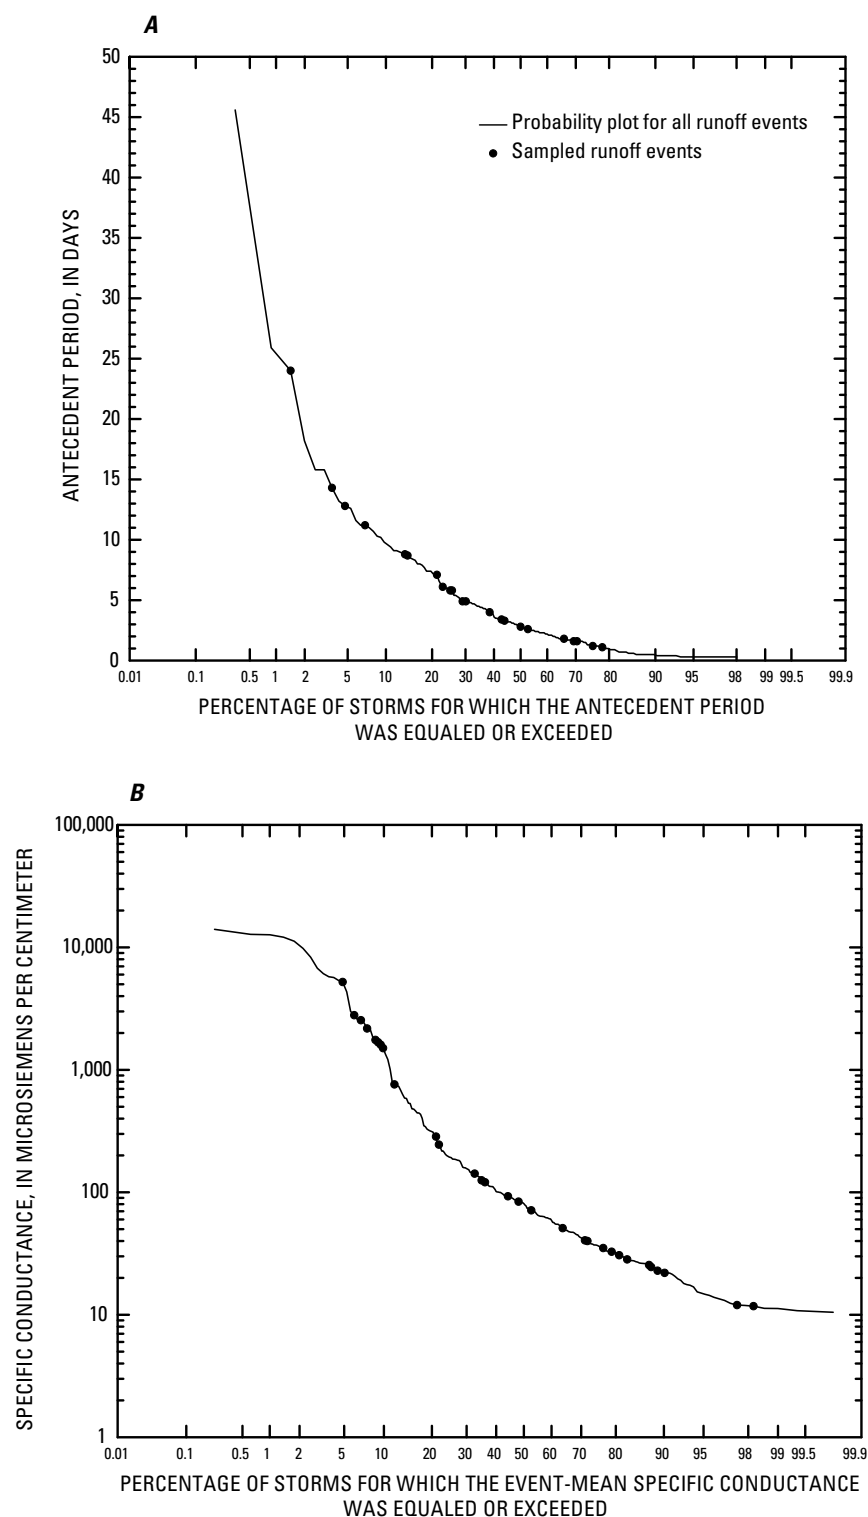 A
50
45
40
35
30
25
20
15
10
5
0
ANTECEDENT PERIOD, IN DAYS
Probability plot for all runoff events
Sampled runoff events
0.01 0.1 0.5 1 2 5 10 20 30 40 50 60 70 80 90 95 98 99 99.5 99.9
PERCENTAGE OF STORMS FOR WHICH THE ANTECEDENT PERIOD
WAS EQUALED OR EXCEEDED
B
100,000
10,000
1,000
100
10
1
SPECIFIC CONDUCTANCE, IN MICROSIEMENS PER CENTIMETER
0.01 0.1 0.5 1 2 5 10 20 30 40 50 60 70 80 90 95 98 99 99.5 99.9
PERCENTAGE OF STORMS FOR WHICH THE EVENT-MEAN SPECIFIC CONDUCTANCE
WAS EQUALED OR EXCEEDED